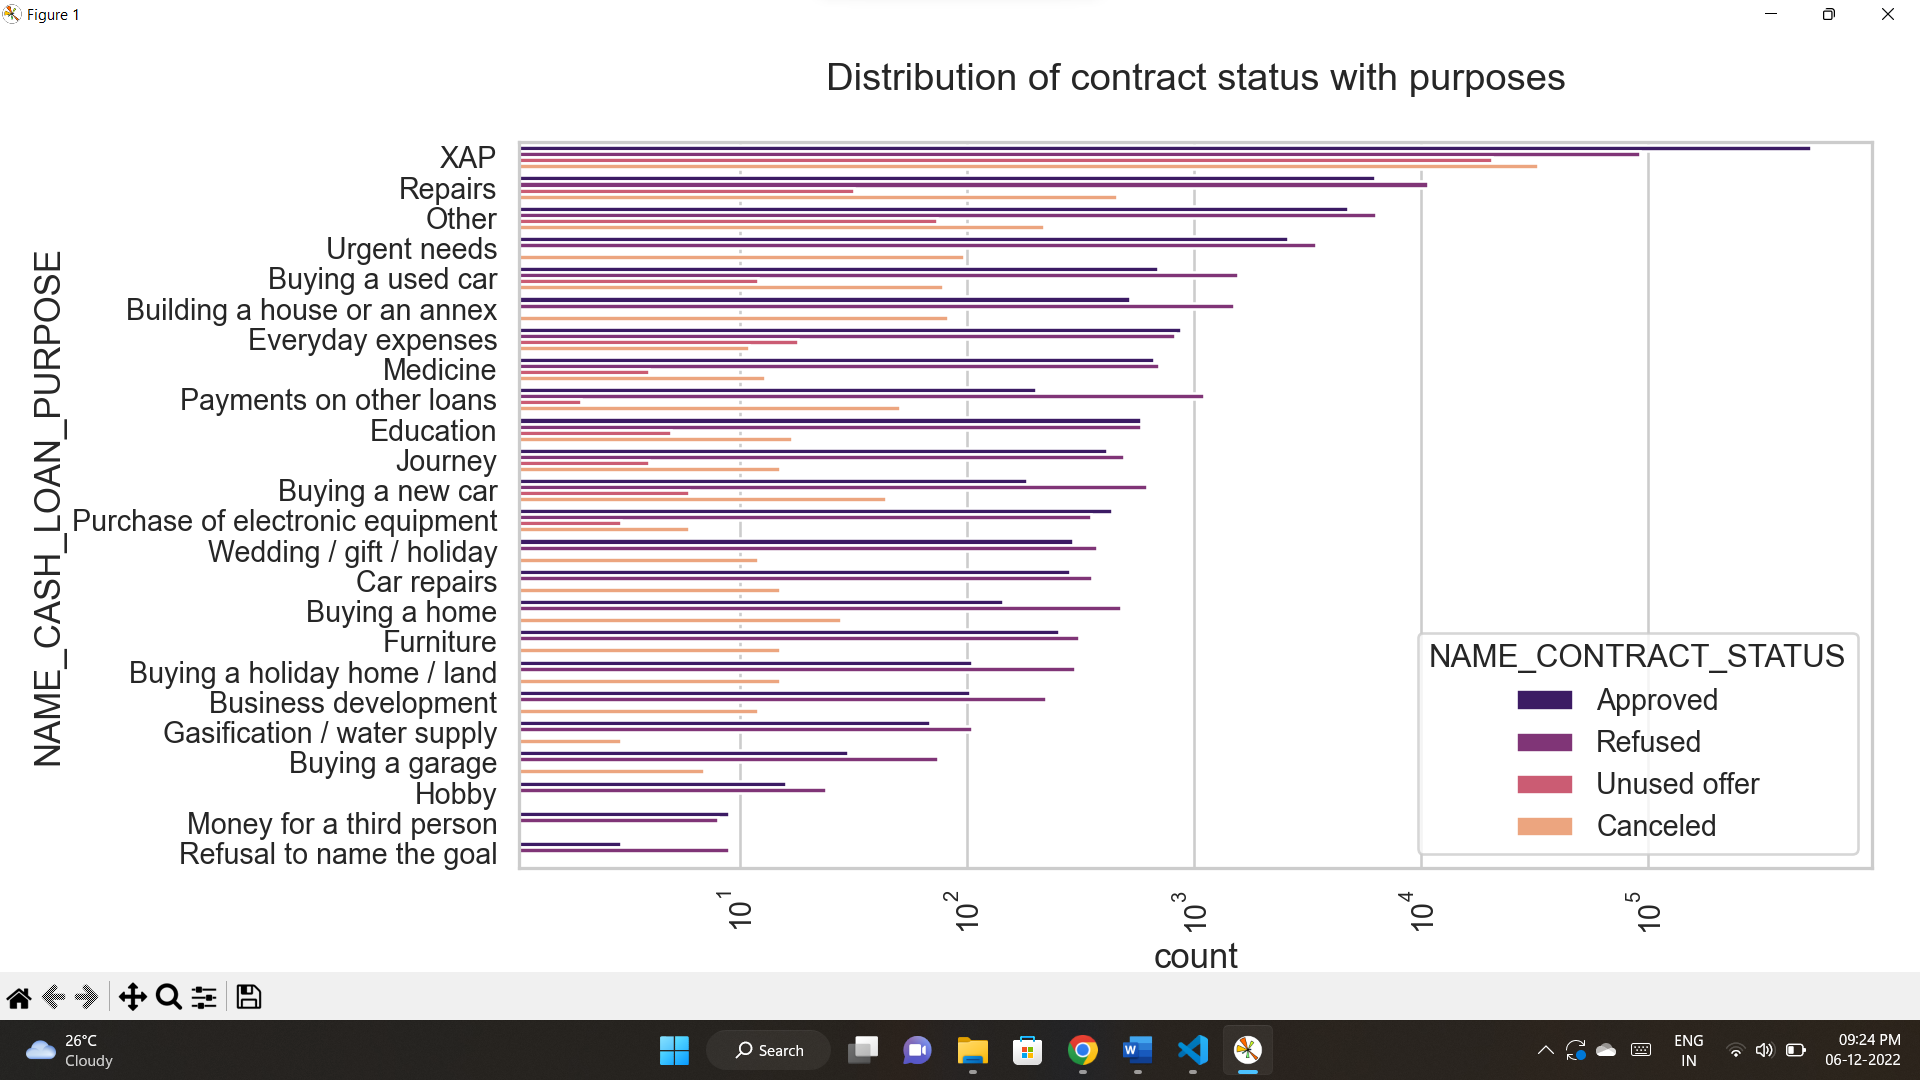 Figure 1
Distribution of contract status with purposes
NAME_CASH_LOAN_PURPOSE
XAP
Repairs
Other
Urgent needs
Buying a used car
Building a house or an annex
Everyday expenses
Medicine
Payments on other loans
Education
Journey
Buying a new car
Purchase of electronic equipment
Wedding / gift / holiday
Car repairs
Buying a home
Furniture
Buying a holiday home / land
Business development
Gasification / water supply
Buying a garage
Hobby
Money for a third person
Refusal to name the goal
NAME_CONTRACT_STATUS
Approved
Refused
Unused offer
Canceled
10^1 10^2 10^3 10^4 10^5
count
26°C
Cloudy
Search
ENG
IN
09:24 PM
06-12-2022